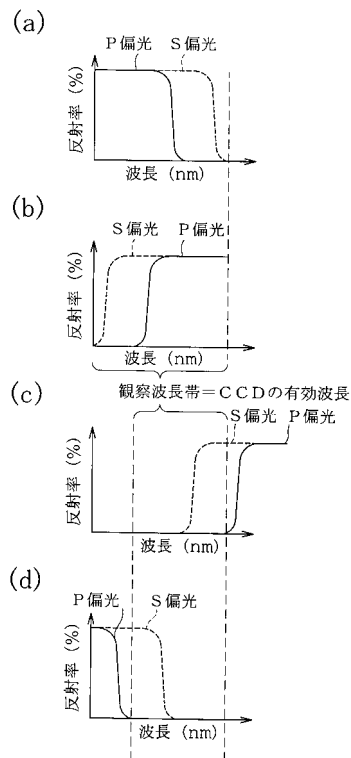 (a)
P偏光 S偏光
反射率 (%)
波長 (nm)
(b)
S偏光 P偏光
反射率 (%)
波長 (nm)
観察波長帯=CCDの有効波長
(c)
S偏光 P偏光
反射率 (%)
波長 (nm)
(d)
P偏光 S偏光
反射率 (%)
波長 (nm)